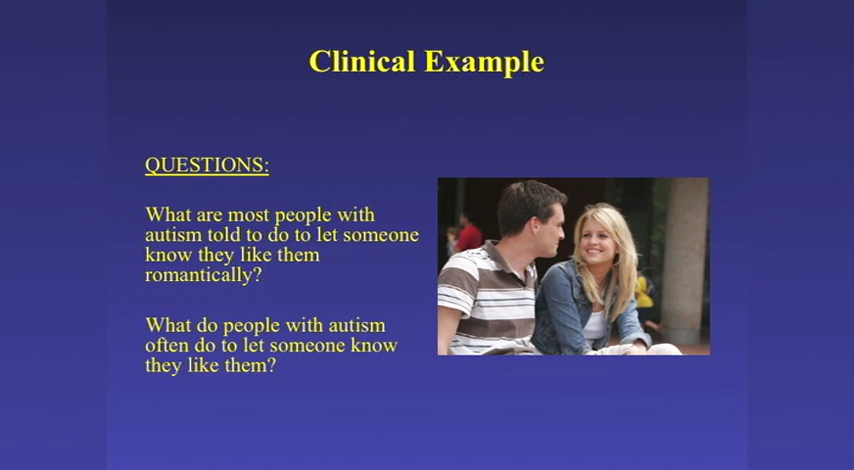 Clinical Example
QUESTIONS:
What are most people with
autism told to do to let someone
know they like them
romantically?
What do people with autism
often do to let someone know
they like them?